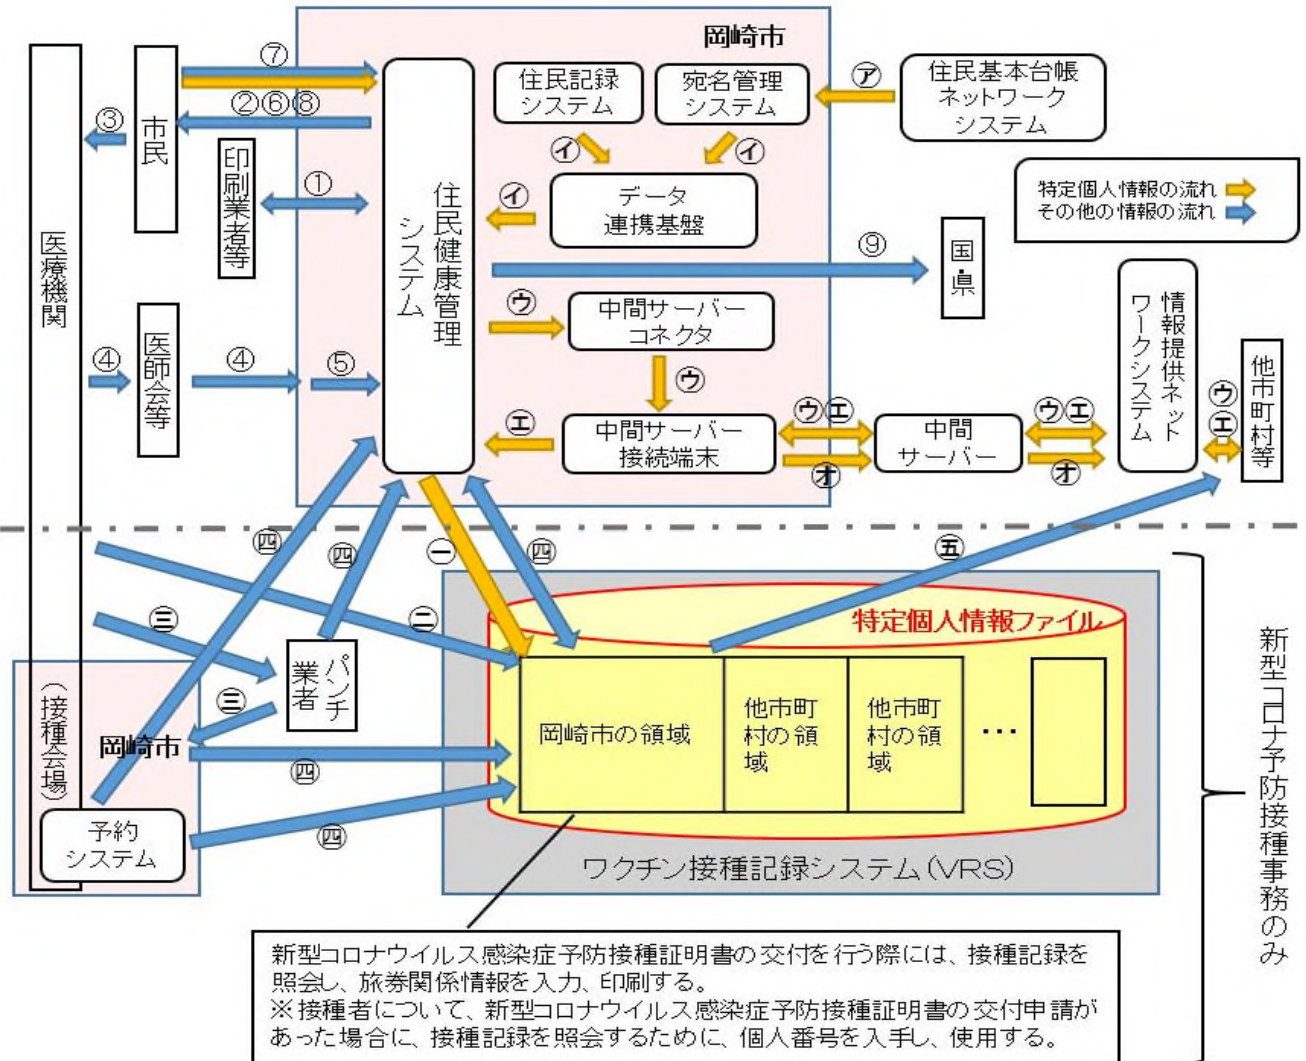 岡崎市
⑦
②⑥⑧
③
市民
印刷業者等
①
医療機関
④
医師会等
④
⑤
住民健康管理
システム
住民記録
システム
宛名管理
システム
㋐
住民基本台帳
ネットワーク
システム
㋑
㋑
㋑
データ
連携基盤
特定個人情報の流れ
その他の情報の流れ
⑨
国・県
㋒
中間サーバー
コネクタ
㋒
㋓
中間サーバー
接続端末
㋒㋓
㋔
中間
サーバー
㋒㋓
㋔
情報提供ネット
ワークシステム
㋒
㋓
他市町村等
㊃
㊃
㊀
㊃
㊄
㊁
㊂
㊂
パンチ
業者
(接種会場)
岡崎市
㊃
㊃
予約
システム
特定個人情報ファイル
岡崎市の領域
他市町
村の領
域
他市町
村の領域
…
ワクチン接種記録システム(VRS)
新型コロナ予防接種事務のみ
新型コロナウイルス感染症予防接種証明書の交付を行う際には、接種記録を
照会し、旅券関係情報を入力、印刷する。
※接種者について、新型コロナウイルス感染症予防接種証明書の交付申請が
あった場合に、接種記録を照会するために、個人番号を入手し、使用する。